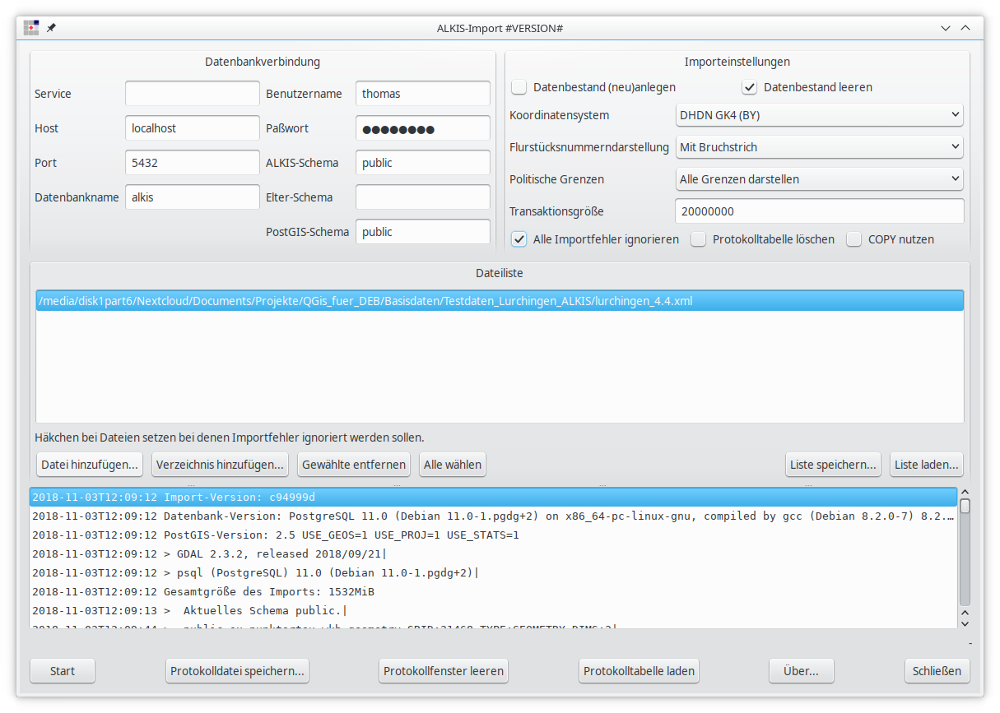 ALKIS-Import #VERSION#
Datenbankverbindung
Service
Benutzername thomas
Host localhost
Paßwort ●●●●●●●●
Port 5432
ALKIS-Schema public
Datenbankname alkis
Elter-Schema
PostGIS-Schema public
Importeinstellungen
Datenbestand (neu)anlegen Datenbestand leeren
Koordinatensystem DHDN GK4 (BY)
Flurstücksnummerndarstellung Mit Bruchstrich
Politische Grenzen Alle Grenzen darstellen
Transaktionsgröße 20000000
Alle Importfehler ignorieren Protokolltabelle löschen COPY nutzen
Dateiliste
/media/disk1part6/Nextcloud/Documents/Projekte/QGis_fuer_DEB/Basisdaten/Testdaten_Lurchingen_ALKIS/lurchingen_4.4.xml
Häkchen bei Dateien setzen bei denen Importfehler ignoriert werden sollen.
Datei hinzufügen... Verzeichnis hinzufügen... Gewählte entfernen Alle wählen Liste speichern... Liste laden...
2018-11-03T12:09:12 Import-Version: c94999d
2018-11-03T12:09:12 Datenbank-Version: PostgreSQL 11.0 (Debian 11.0-1.pgdg+2) on x86_64-pc-linux-gnu, compiled by gcc (Debian 8.2.0-7) 8.2.…
2018-11-03T12:09:12 PostGIS-Version: 2.5 USE_GEOS=1 USE_PROJ=1 USE_STATS=1
2018-11-03T12:09:12 > GDAL 2.3.2, released 2018/09/21|
2018-11-03T12:09:12 > psql (PostgreSQL) 11.0 (Debian 11.0-1.pgdg+2)|
2018-11-03T12:09:12 Gesamtgröße des Imports: 1532MiB
2018-11-03T12:09:13 >  Aktuelles Schema public.|
Start Protokolldatei speichern... Protokollfenster leeren Protokolltabelle laden Über... Schließen